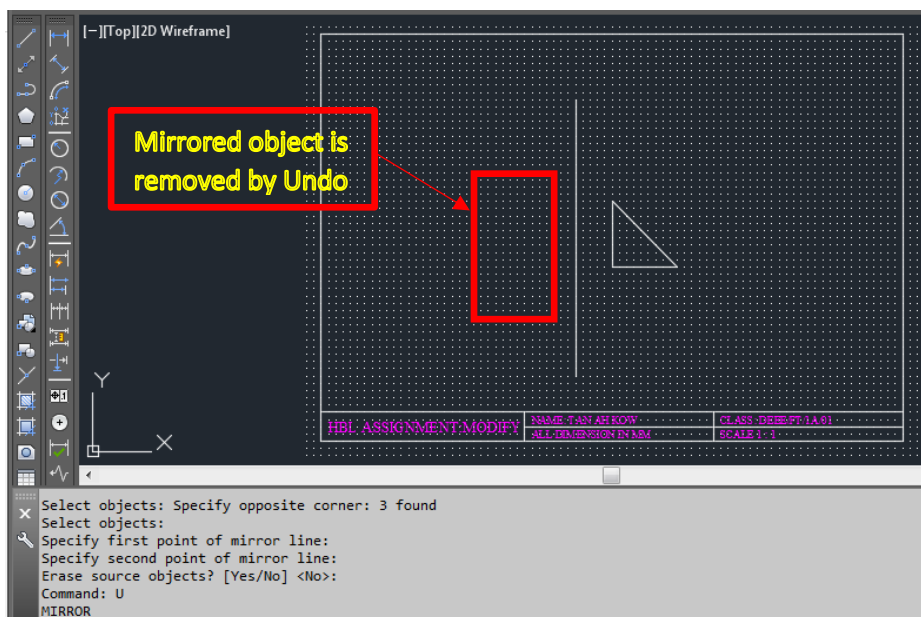 [−][Top][2D Wireframe]
Mirrored object is
removed by Undo
Y
X
HBL ASSIGNMENT:MODIFY
NAME:TAN AH KOW
ALL DIMENSION IN MM
CLASS:DEEE/FT/1A/01
SCALE 1 : 1
Select objects: Specify opposite corner: 3 found
Select objects:
Specify first point of mirror line:
Specify second point of mirror line:
Erase source objects? [Yes/No] <No>:
Command: U
MIRROR